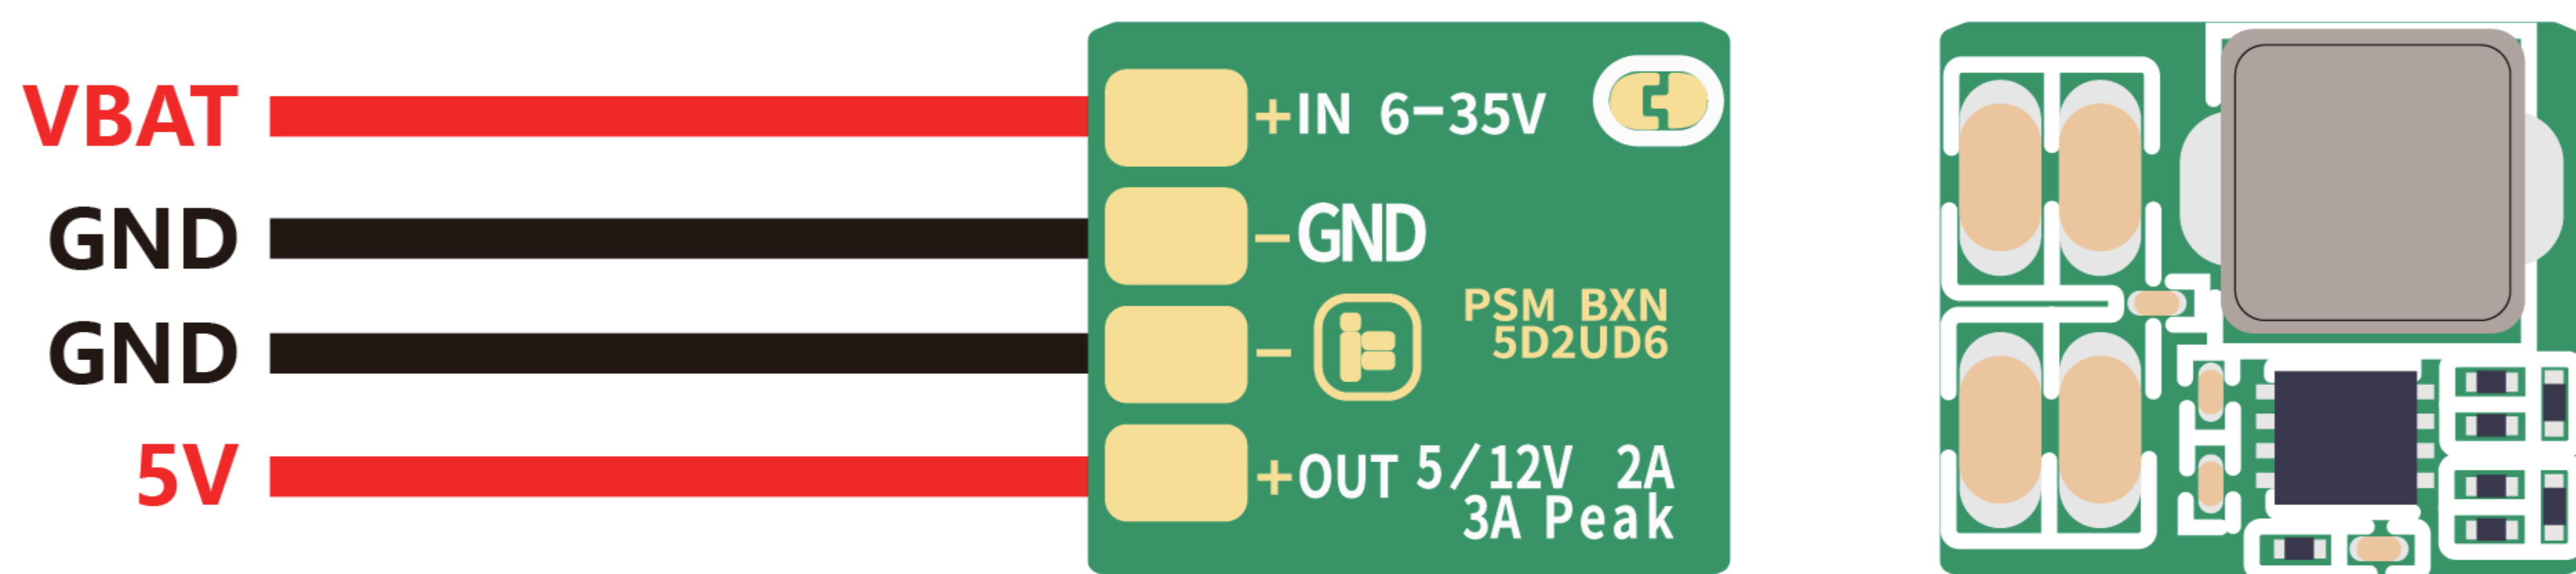 VBAT
+IN 6-35V
GND
-GND
GND
-
PSM BXN
5D2UD6
5V
+OUT 5/12V 2A
3A Peak